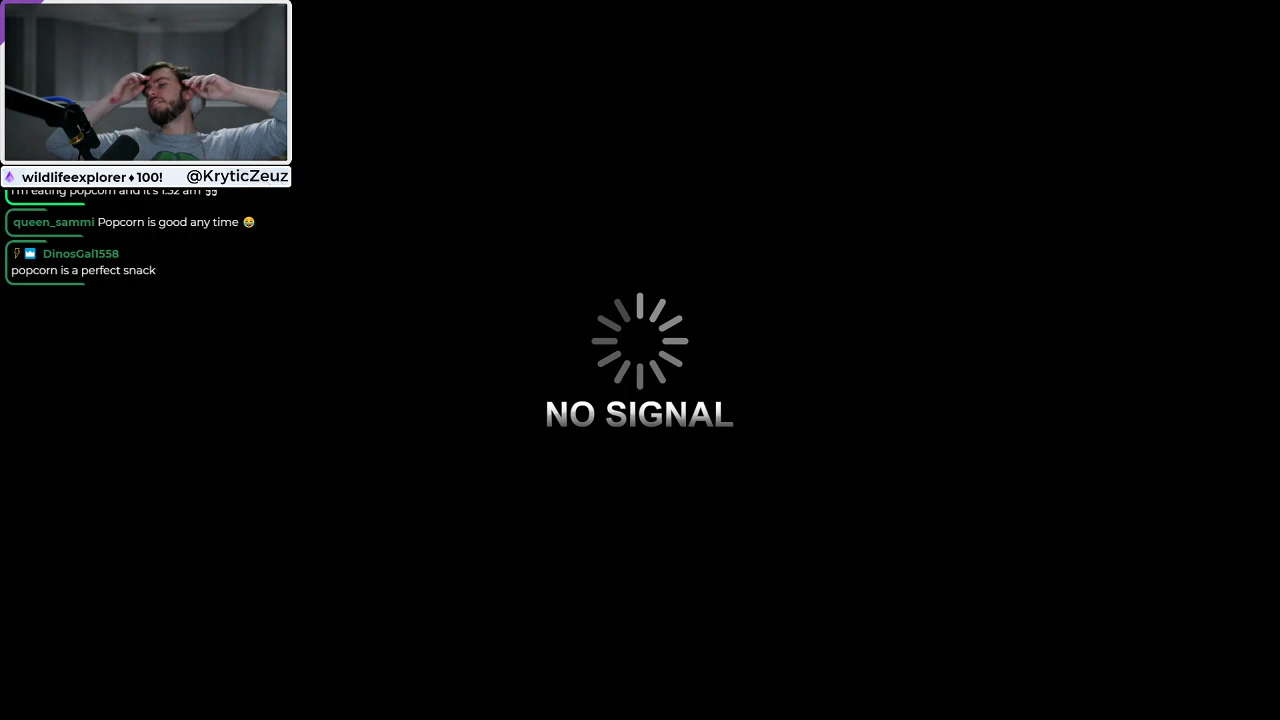 wildlifeexplorer ♦ 100!
@KryticZeuz
I'm eating popcorn and it's 1:32 am
queen_sammi Popcorn is good any time 😂
DinosGal1558
popcorn is a perfect snack
NO SIGNAL